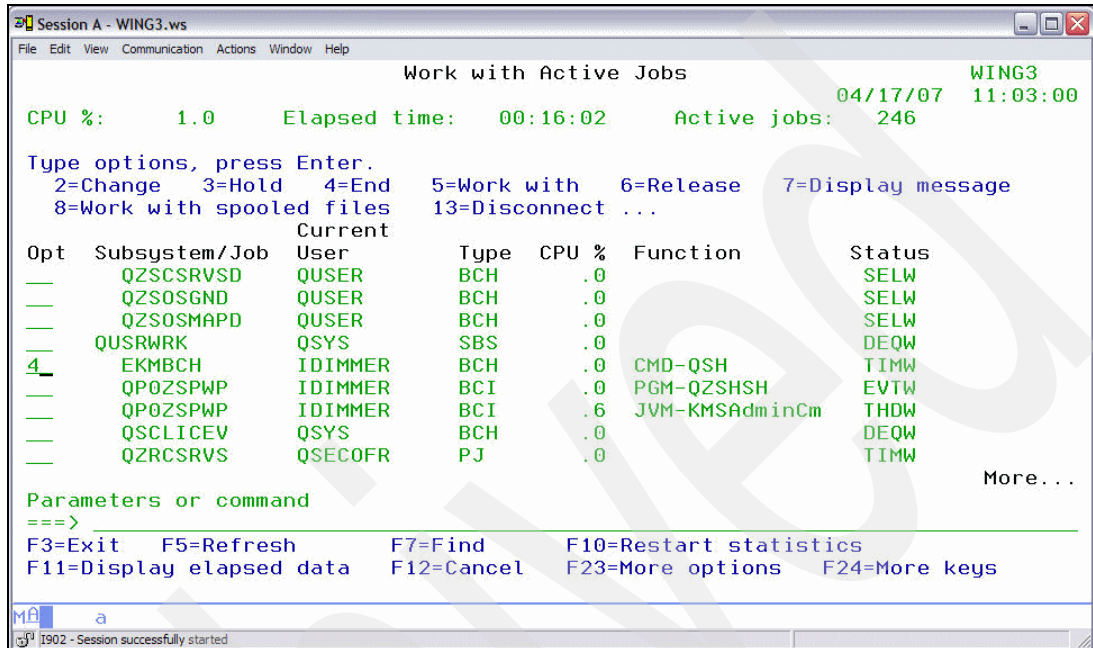 Session A - WING3.ws
File Edit View Communication Actions Window Help
Work with Active Jobs WING3
04/17/07 11:03:00
CPU %: 1.0 Elapsed time: 00:16:02 Active jobs: 246
Type options, press Enter.
2=Change 3=Hold 4=End 5=Work with 6=Release 7=Display message
8=Work with spooled files 13=Disconnect ...
Current
Opt Subsystem/Job User Type CPU % Function Status
QZSCSRVSD QUSER BCH .0 SELW
QZSOSGND QUSER BCH .0 SELW
QZSOSMAPD QUSER BCH .0 SELW
QUSRWRK QSYS SBS .0 DEQW
4 EKMBCH IDIMMER BCH .0 CMD-QSH TIMW
QP0ZSPWP IDIMMER BCI .0 PGM-QZSHSH EVTW
QP0ZSPWP IDIMMER BCI .6 JVM-KMSAdminCm THDW
QSCLICEV QSYS BCH .0 DEQW
QZRCSRVS QSECOFR PJ .0 TIMW
More...
Parameters or command
===>
F3=Exit F5=Refresh F7=Find F10=Restart statistics
F11=Display elapsed data F12=Cancel F23=More options F24=More keys
MA a
I902 - Session successfully started